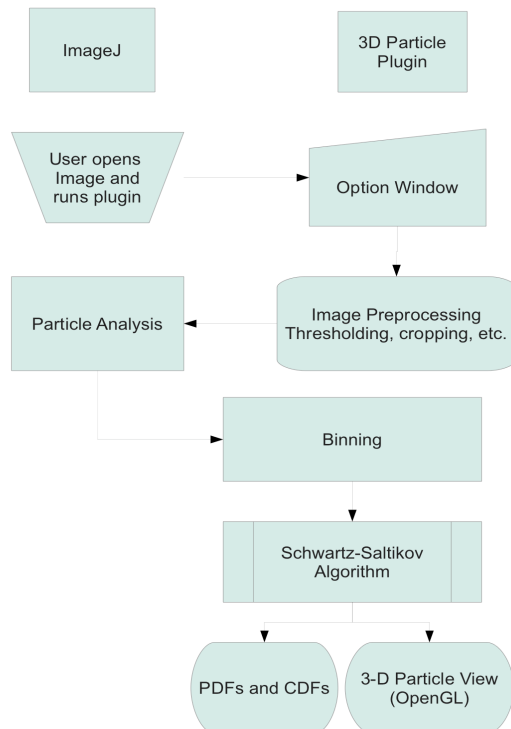 ImageJ
3D Particle
Plugin
User opens
Image and
runs plugin
Option Window
Particle Analysis
Image Preprocessing
Thresholding, cropping, etc.
Binning
Schwartz-Saltikov
Algorithm
PDFs and CDFs
3-D Particle View
(OpenGL)